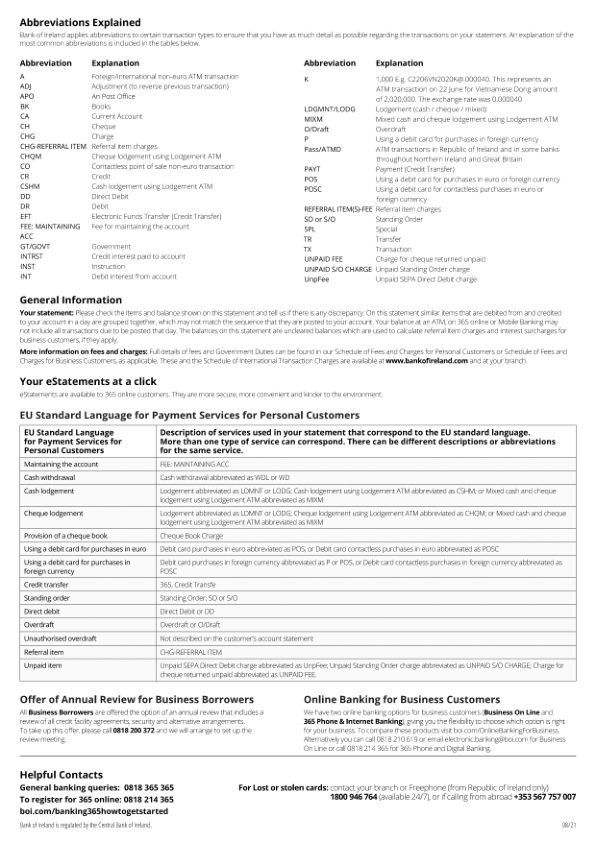 Abbreviations Explained
Bank of Ireland applies abbreviations to certain transaction types to ensure that you have as much detail as possible regarding the transactions on your statement. An explanation of the
most common abbreviations is included in the tables below.
Abbreviation Explanation
A Foreign/International non-euro ATM transaction
ADJ Adjustment (to reverse previous transaction)
APO An Post Office
BK Books
CA Current Account
CH Cheque
CHG Charge
CHG-REFERRAL ITEM Referral item charges
CHQM Cheque lodgement using Lodgement ATM
CO Contactless point of sale non-euro transaction
CR Credit
CSHM Cash lodgement using Lodgement ATM
DD Direct Debit
DR Debit
EFT Electronic Funds Transfer (Credit Transfer)
FEE: MAINTAINING Fee for maintaining the account
ACC
GT/GOVT Government
INTRST Credit interest paid to account
INST Instruction
INT Debit interest from account
Abbreviation Explanation
K 1,000 E.g. C2206VN2020K@.000040. This represents an
ATM transaction on 22 June for Vietnamese Dong amount
of 2,020,000. The exchange rate was 0.000040
LDGMNT/LODG Lodgement (cash / cheque / mixed)
MIXM Mixed cash and cheque lodgement using Lodgement ATM
O/Draft Overdraft
P Using a debit card for purchases in foreign currency
Pass/ATMD ATM transactions in Republic of Ireland and in some banks
throughout Northern Ireland and Great Britain
PAYT Payment (Credit Transfer)
POS Using a debit card for purchases in euro or foreign currency
POSC Using a debit card for contactless purchases in euro or
foreign currency
REFERRAL ITEM(S)-FEE Referral item charges
SO or S/O Standing Order
SPL Special
TR Transfer
TX Transaction
UNPAID FEE Charge for cheque returned unpaid
UNPAID S/O CHARGE Unpaid Standing Order charge
UnpFee Unpaid SEPA Direct Debit charge
General Information
Your statement: Please check the items and balance shown on this statement and tell us if there is any discrepancy. On this statement similar items that are debited from and credited
to your account in a day are grouped together, which may not match the sequence that they are posted to your account. Your balance at an ATM, on 365 online or Mobile Banking may
not include all transactions due to be posted that day. The balances on this statement are uncleared balances which are used to calculate referral item charges and interest surcharges for
business customers, if they apply.
More information on fees and charges: Full details of fees and Government Duties can be found in our Schedule of Fees and Charges for Personal Customers or Schedule of Fees and
Charges for Business Customers, as applicable. These and the Schedule of International Transaction Charges are available at www.bankofireland.com and at your branch.
Your eStatements at a click
eStatements are available to 365 online customers. They are more secure, more convenient and kinder to the environment.
EU Standard Language for Payment Services for Personal Customers
EU Standard Language
for Payment Services for
Personal Customers
Description of services used in your statement that correspond to the EU standard language.
More than one type of service can correspond. There can be different descriptions or abbreviations
for the same service.
Maintaining the account FEE: MAINTAINING ACC
Cash withdrawal Cash withdrawal abbreviated as WDL or WD
Cash lodgement Lodgement abbreviated as LDMNT or LODG; Cash lodgement using Lodgement ATM abbreviated as CSHM; or Mixed cash and cheque
lodgement using Lodgement ATM abbreviated as MIXM
Cheque lodgement Lodgement abbreviated as LDMNT or LODG; Cheque lodgement using Lodgement ATM abbreviated as CHQM; or Mixed cash and cheque
lodgement using Lodgement ATM abbreviated as MIXM
Provision of a cheque book Cheque Book Charge
Using a debit card for purchases in euro Debit card purchases in euro abbreviated as POS, or Debit card contactless purchases in euro abbreviated as POSC
Using a debit card for purchases in
foreign currency
Debit card purchases in foreign currency abbreviated as P or POS, or Debit card contactless purchases in foreign currency abbreviated as
POSC
Credit transfer 365, Credit Transfe
Standing order Standing Order; SO or S/O
Direct debit Direct Debit or DD
Overdraft Overdraft or O/Draft
Unauthorised overdraft Not described on the customer's account statement
Referral item CHG-REFERRAL ITEM
Unpaid item Unpaid SEPA Direct Debit charge abbreviated as UnpFee; Unpaid Standing Order charge abbreviated as UNPAID S/O CHARGE; Charge for
cheque returned unpaid abbreviated as UNPAID FEE.
Offer of Annual Review for Business Borrowers
All Business Borrowers are offered the option of an annual review that includes a
review of all credit facility agreements, security and alternative arrangements.
To take up this offer, please call 0818 200 372 and we will arrange to set up the
review meeting.
Online Banking for Business Customers
We have two online banking options for business customers (Business On Line and
365 Phone & Internet Banking); giving you the flexibility to choose which option is right
for your business. To compare these products visit boi.com/OnlineBankingForBusiness.
Alternatively you can call 0818 210 619 or email electronic.banking@boi.com for Business
On Line or call 0818 214 365 for 365 Phone and Digital Banking.
Helpful Contacts
General banking queries: 0818 365 365
To register for 365 online: 0818 214 365
boi.com/banking365howtogetstarted
For Lost or stolen cards: contact your branch or Freephone (from Republic of Ireland only)
1800 946 764 (available 24/7), or if calling from abroad +353 567 757 007
Bank of Ireland is regulated by the Central Bank of Ireland.
08/21